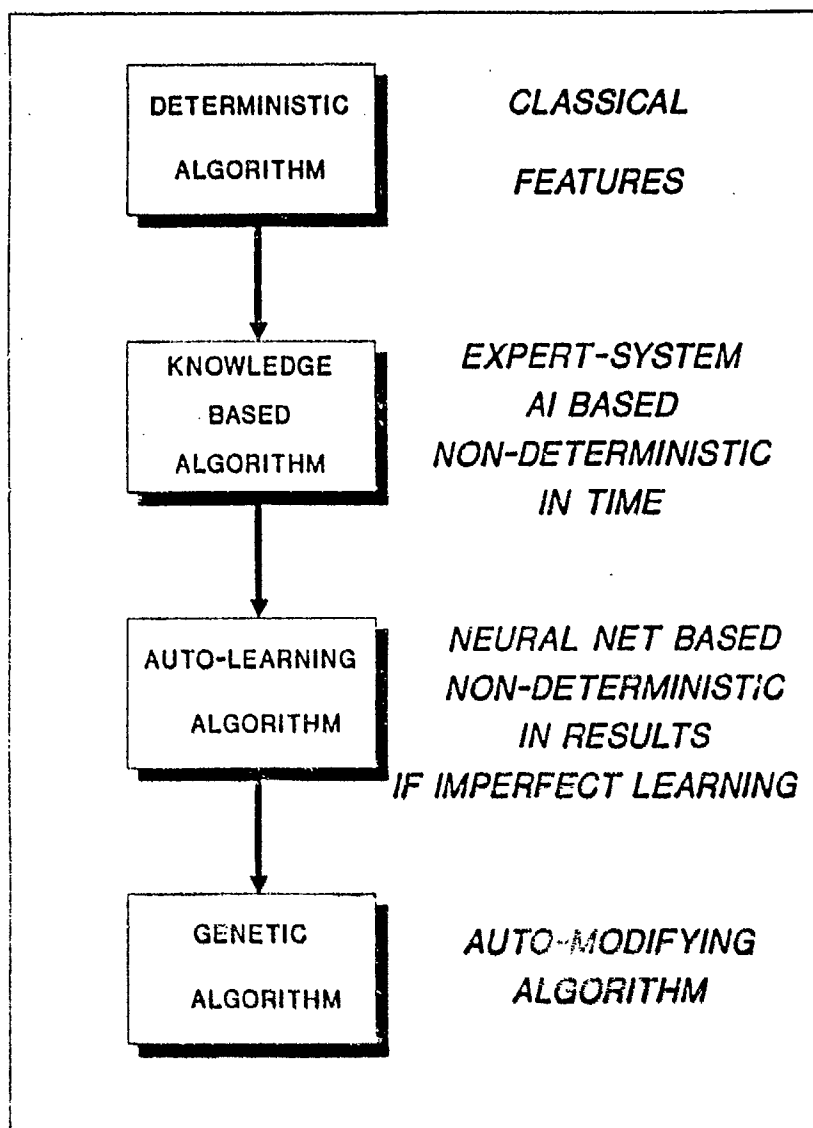 DETERMINISTIC
ALGORITHM
CLASSICAL
FEATURES
KNOWLEDGE
BASED
ALGORITHM
EXPERT-SYSTEM
AI BASED
NON-DETERMINISTIC
IN TIME
AUTO-LEARNING
ALGORITHM
NEURAL NET BASED
NON-DETERMINISTIC
IN RESULTS
IF IMPERFECT LEARNING
GENETIC
ALGORITHM
AUTO-MODIFYING
ALGORITHM